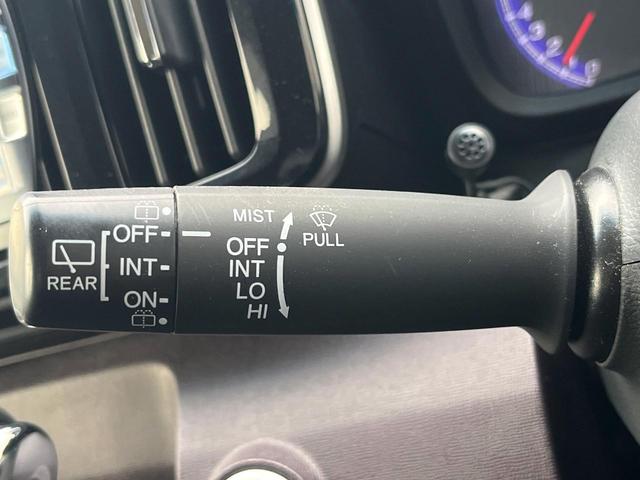 MIST
OFF
INT
LO
HI
PULL
OFF
INT
ON
REAR